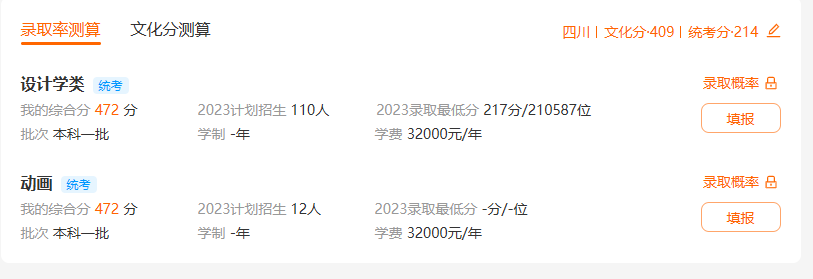 录取率测算 文化分测算 四川 | 文化分·409 | 统考分·214
设计学类 统考 录取概率
我的综合分 472 分 2023计划招生 110人 2023录取最低分 217分/210587位 填报
批次 本科一批 学制 -年 学费 32000元/年
动画 统考 录取概率
我的综合分 472 分 2023计划招生 12人 2023录取最低分 -分/-位 填报
批次 本科一批 学制 -年 学费 32000元/年